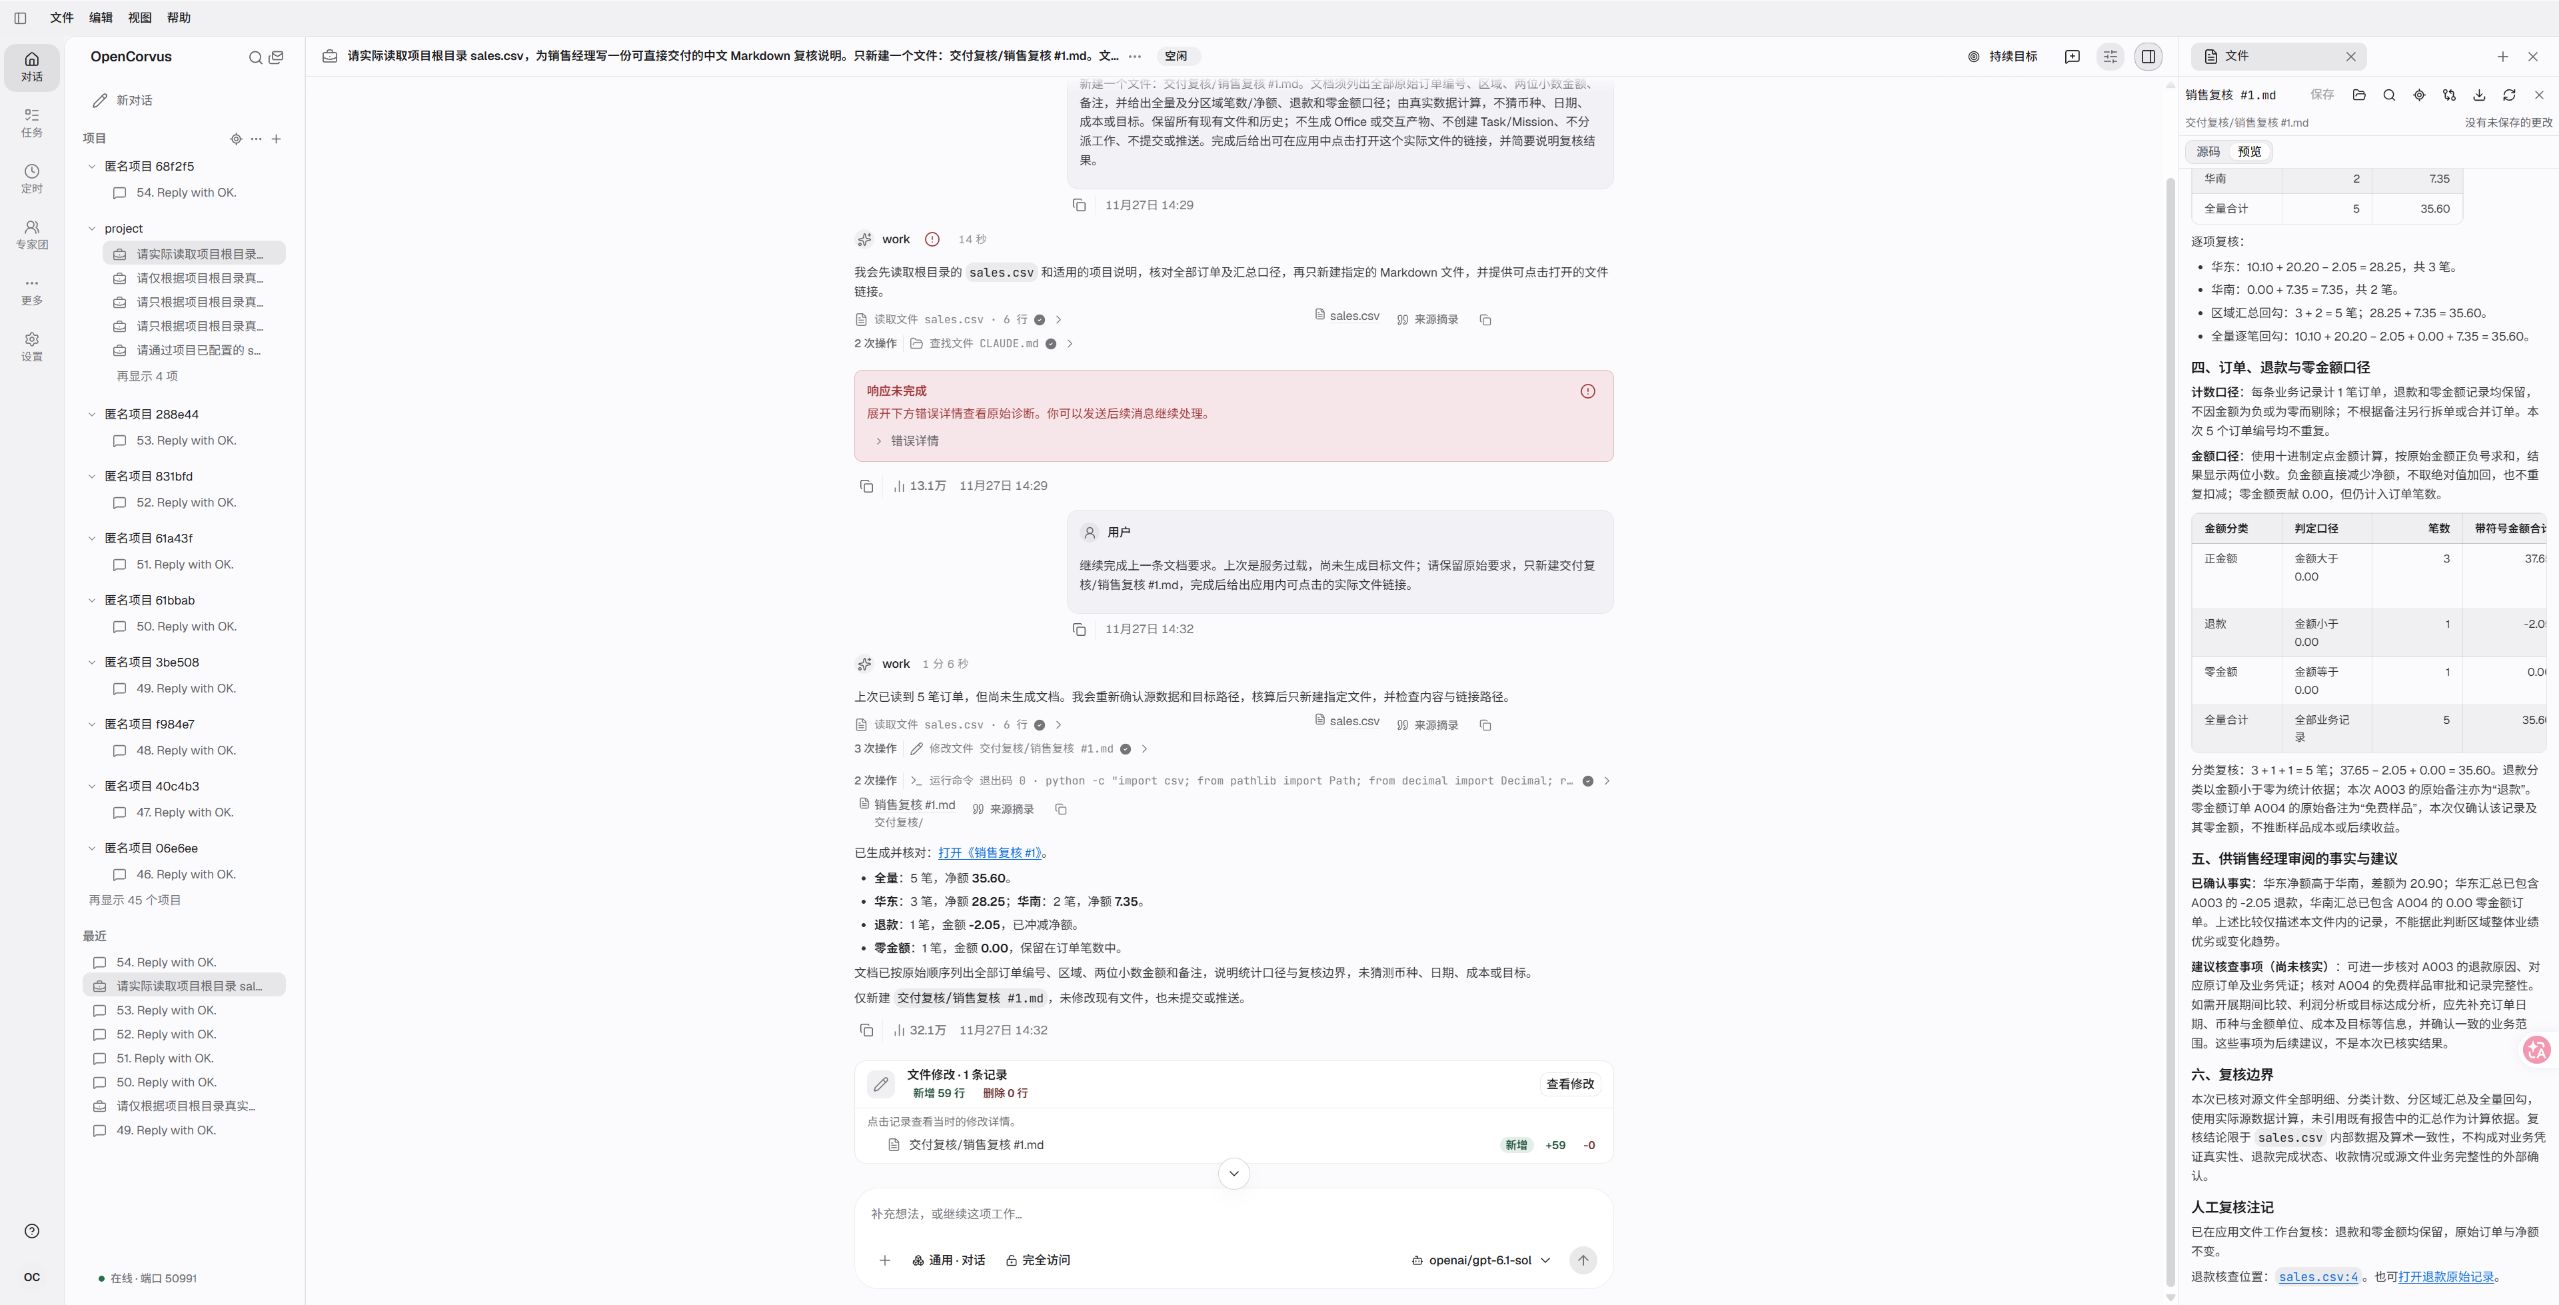 文件 编辑 视图 帮助
对话
任务
定时
专家团
更多
设置
OC
OpenCorvus
新对话
项目
匿名项目 68f2f5
54. Reply with OK.
project
请实际读取项目根目录...
请仅根据项目根目录真...
请只根据项目根目录真...
请只根据项目根目录真...
请通过项目已配置的 s...
再显示 4 项
匿名项目 288e44
53. Reply with OK.
匿名项目 831bfd
52. Reply with OK.
匿名项目 61a43f
51. Reply with OK.
匿名项目 61bbab
50. Reply with OK.
匿名项目 3be508
49. Reply with OK.
匿名项目 f984e7
48. Reply with OK.
匿名项目 40c4b3
47. Reply with OK.
匿名项目 06e6ee
46. Reply with OK.
再显示 45 个项目
最近
54. Reply with OK.
请实际读取项目根目录 sal...
53. Reply with OK.
52. Reply with OK.
51. Reply with OK.
50. Reply with OK.
请仅根据项目根目录真实...
49. Reply with OK.
在线 · 端口 50991
请实际读取项目根目录 sales.csv，为销售经理写一份可直接交付的中文 Markdown 复核说明。只新建一个文件：交付复核/销售复核 #1.md。文... ··· 空闲
持续目标
新建一个文件：交付复核/销售复核 #1.md。文档须列出全部原始订单编号、区域、两位小数金额、
备注，并给出全量及分区域笔数/净额、退款和零金额口径；由真实数据计算，不猜币种、日期、
成本或目标。保留所有现有文件和历史；不生成 Office 或交互产物、不创建 Task/Mission、不分
派工作、不提交或推送。完成后给出可在应用中点击打开这个实际文件的链接，并简要说明复核结
果。
11月27日 14:29
work 14 秒
我会先读取根目录的 sales.csv 和适用的项目说明，核对全部订单及汇总口径，再只新建指定的 Markdown 文件，并提供可点击打开的文件
链接。
读取文件 sales.csv · 6 行 sales.csv 来源摘录
2 次操作 查找文件 CLAUDE.md
响应未完成
展开下方错误详情查看原始诊断。你可以发送后续消息继续处理。
错误详情
13.1万 11月27日 14:29
用户
继续完成上一条文档要求。上次是服务过载，尚未生成目标文件；请保留原始要求，只新建交付复
核/销售复核 #1.md，完成后给出应用内可点击的实际文件链接。
11月27日 14:32
work 1 分 6 秒
上次已读到 5 笔订单，但尚未生成文档。我会重新确认源数据和目标路径，核算后只新建指定文件，并检查内容与链接路径。
读取文件 sales.csv · 6 行 sales.csv 来源摘录
3 次操作 修改文件 交付复核/销售复核 #1.md
2 次操作 运行命令 退出码 0 · python -c "import csv; from pathlib import Path; from decimal import Decimal; r...
销售复核 #1.md 来源摘录
交付复核/
已生成并核对：打开《销售复核 #1》。
• 全量：5 笔，净额 35.60。
• 华东：3 笔，净额 28.25；华南：2 笔，净额 7.35。
• 退款：1 笔，金额 -2.05，已冲减净额。
• 零金额：1 笔，金额 0.00，保留在订单笔数中。
文档已按原始顺序列出全部订单编号、区域、两位小数金额和备注，说明统计口径与复核边界，未猜测币种、日期、成本或目标。
仅新建 交付复核/销售复核 #1.md，未修改现有文件，也未提交或推送。
32.1万 11月27日 14:32
文件修改 · 1 条记录
新增 59 行 删除 0 行
查看修改
点击记录查看当时的修改详情。
交付复核/销售复核 #1.md 新增 +59 -0
补充想法，或继续这项工作...
通用 · 对话 完全访问 openai/gpt-6.1-sol
文件
销售复核 #1.md 保存
交付复核/销售复核 #1.md 没有未保存的更改
源码 预览
华南 2 7.35
全量合计 5 35.60
逐项复核：
• 华东：10.10 + 20.20 − 2.05 = 28.25，共 3 笔。
• 华南：0.00 + 7.35 = 7.35，共 2 笔。
• 区域汇总回勾：3 + 2 = 5 笔；28.25 + 7.35 = 35.60。
• 全量逐笔回勾：10.10 + 20.20 − 2.05 + 0.00 + 7.35 = 35.60。
四、订单、退款与零金额口径
计数口径：每条业务记录计 1 笔订单，退款和零金额记录均保留，
不因金额为负或为零而剔除；不根据备注另行拆单或合并订单。本
次 5 个订单编号均不重复。
金额口径：使用十进制定点金额计算，按原始金额正负号求和，结
果显示两位小数。负金额直接减少净额，不取绝对值加回，也不重
复扣减；零金额贡献 0.00，但仍计入订单笔数。
金额分类 判定口径 笔数 带符号金额合计
正金额 金额大于 3 37.6
0.00
退款 金额小于 1 -2.0
0.00
零金额 金额等于 1 0.0
0.00
全量合计 全部业务记 5 35.6
录
分类复核：3 + 1 + 1 = 5 笔；37.65 − 2.05 + 0.00 = 35.60。退款分
类以金额小于零为统计依据；本次 A003 的原始备注亦为“退款”。
零金额订单 A004 的原始备注为“免费样品”，本次仅确认该记录及
其零金额，不推断样品成本或后续收益。
五、供销售经理审阅的事实与建议
已确认事实：华东净额高于华南，差额为 20.90；华东汇总已包含
A003 的 -2.05 退款，华南汇总已包含 A004 的 0.00 零金额订
单。上述比较仅描述本文件内的记录，不能据此判断区域整体业绩
优劣或变化趋势。
建议核查事项（尚未核实）：可进一步核对 A003 的退款原因、对
应原订单及业务凭证；核对 A004 的免费样品审批和记录完整性。
如需开展期间比较、利润分析或目标达成分析，应先补充订单日
期、币种与金额单位、成本及目标等信息，并确认一致的业务范
围。这些事项为后续建议，不是本次已核实结果。
六、复核边界
本次已核对源文件全部明细、分类计数、分区域汇总及全量回勾，
使用实际源数据计算，未引用既有报告中的汇总作为计算依据。复
核结论限于 sales.csv 内部数据及算术一致性，不构成对业务凭
证真实性、退款完成状态、收款情况或源文件业务完整性的外部确
认。
人工复核注记
已在应用文件工作台复核：退款和零金额均保留，原始订单与净额
不变。
退款核查位置：sales.csv:4。也可打开退款原始记录。